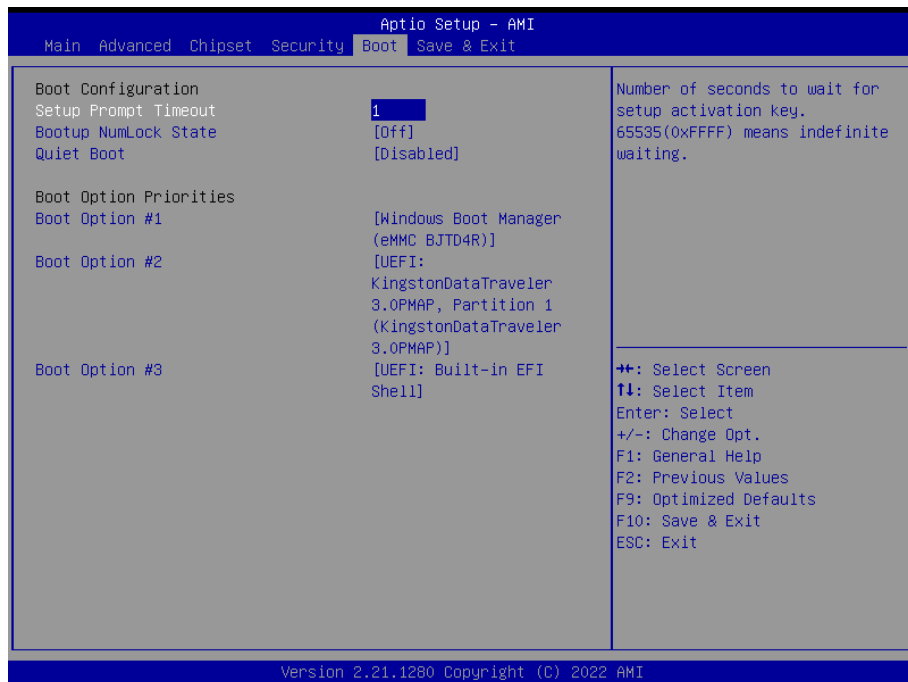 Aptio Setup – AMI
Main Advanced Chipset Security Boot Save & Exit
Boot Configuration
Setup Prompt Timeout 1
Bootup NumLock State [Off]
Quiet Boot [Disabled]
Boot Option Priorities
Boot Option #1 [Windows Boot Manager
(eMMC BJTD4R)]
Boot Option #2 [UEFI:
KingstonDataTraveler
3.0PMAP, Partition 1
(KingstonDataTraveler
3.0PMAP)]
Boot Option #3 [UEFI: Built-in EFI
Shell]
Number of seconds to wait for
setup activation key.
65535(0xFFFF) means indefinite
waiting.
→←: Select Screen
↑↓: Select Item
Enter: Select
+/-: Change Opt.
F1: General Help
F2: Previous Values
F9: Optimized Defaults
F10: Save & Exit
ESC: Exit
Version 2.21.1280 Copyright (C) 2022 AMI